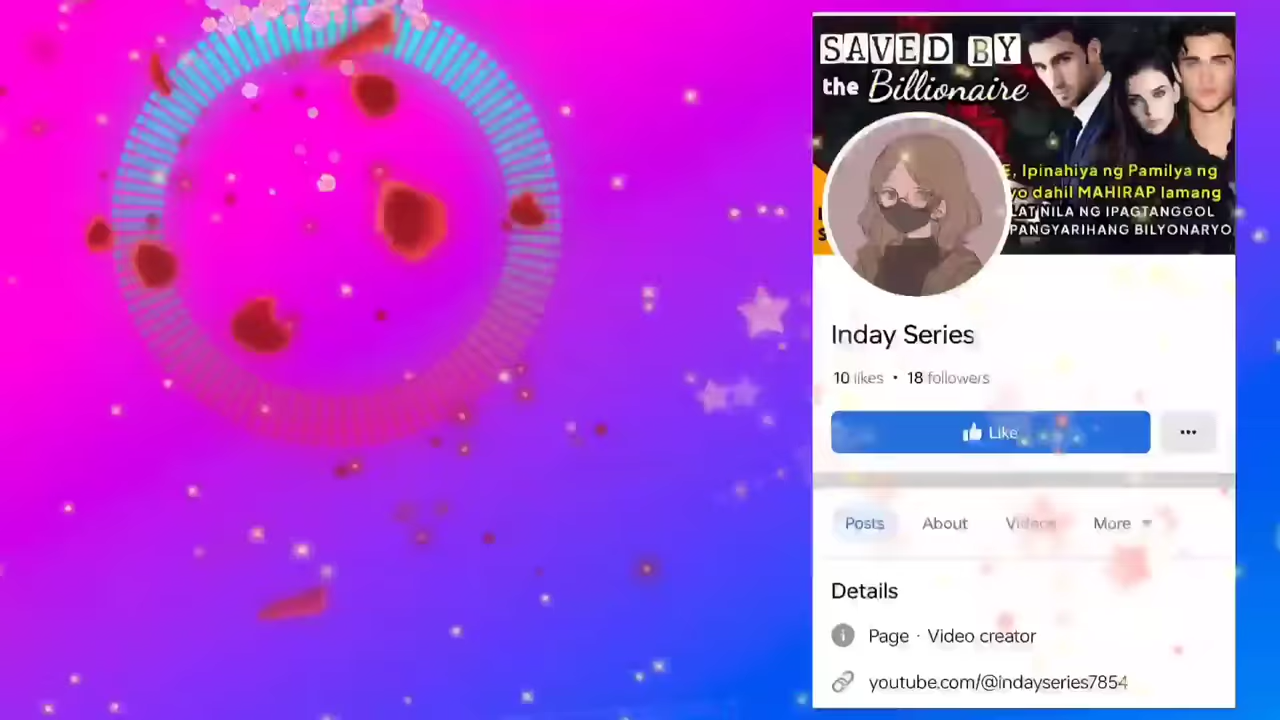 SAVED BY
the Billionaire
E, Ipinahiya ng Pamilya ng
yo dahil MAHIRAP lamang
LAT NILA NG IPAGTANGGOL
PANGYARIHANG BILYONARYO
Inday Series
10 likes · 18 followers
Like
Posts About Videos More
Details
Page · Video creator
youtube.com/@indayseries7854